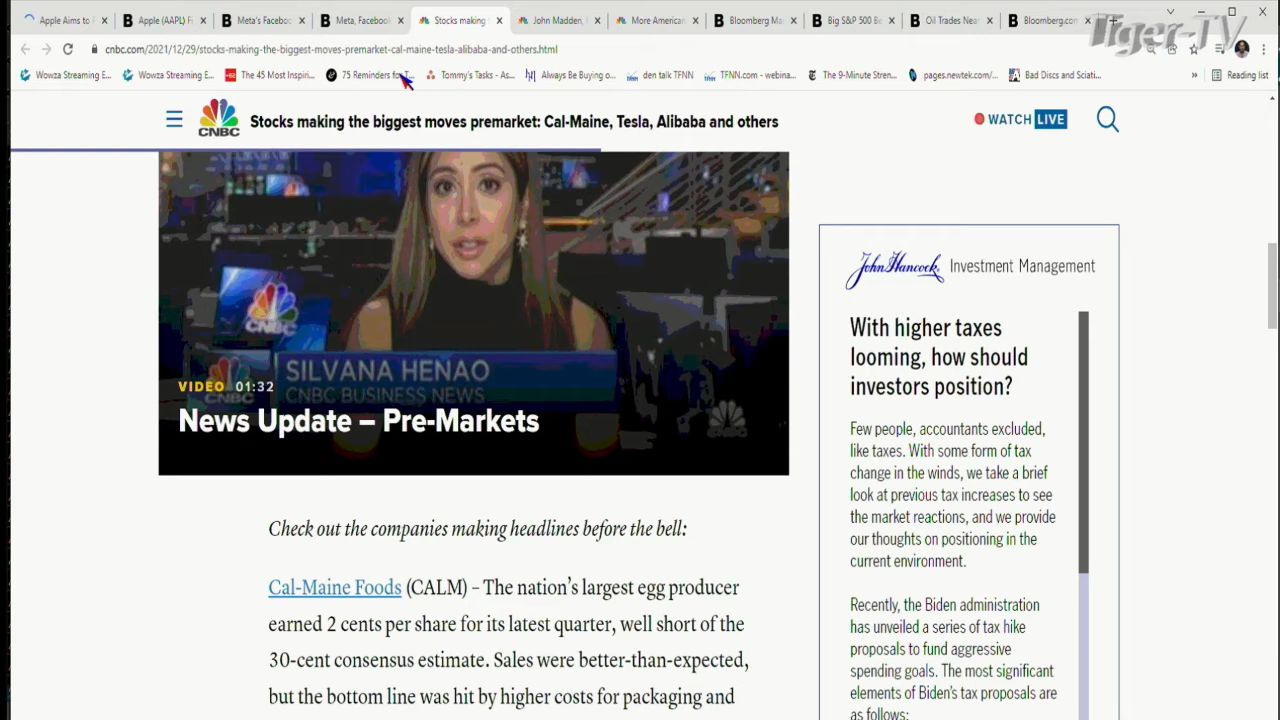 Apple Aims to
Apple (AAPL) Fi
Meta's Faceboo
Meta, Facebook
Stocks making
John Madden,
More American
Bloomberg Ma
Big S&P 500 Be
Oil Trades Near
Bloomberg.com
Tiger-TV
cnbc.com/2021/12/29/stocks-making-the-biggest-moves-premarket-cal-maine-tesla-alibaba-and-others.html
Wowza Streaming E...
Wowza Streaming E...
The 45 Most Inspiri...
75 Reminders for T...
Tommy's Tasks - As...
Always Be Buying o...
den talk TFNN
TFNN.com - webina...
The 9-Minute Stren...
pages.newtek.com/...
Bad Discs and Sciati...
»
Reading list
CNBC
Stocks making the biggest moves premarket: Cal-Maine, Tesla, Alibaba and others
WATCH LIVE
CNBC
SILVANA HENAO
CNBC BUSINESS NEWS
VIDEO 01:32
News Update – Pre-Markets
Check out the companies making headlines before the bell:
Cal-Maine Foods (CALM) – The nation's largest egg producer
earned 2 cents per share for its latest quarter, well short of the
30-cent consensus estimate. Sales were better-than-expected,
but the bottom line was hit by higher costs for packaging and
John Hancock Investment Management
With higher taxes
looming, how should
investors position?
Few people, accountants excluded,
like taxes. With some form of tax
change in the winds, we take a brief
look at previous tax increases to see
the market reactions, and we provide
our thoughts on positioning in the
current environment.
Recently, the Biden administration
has unveiled a series of tax hike
proposals to fund aggressive
spending goals. The most significant
elements of Biden's tax proposals are
as follows: